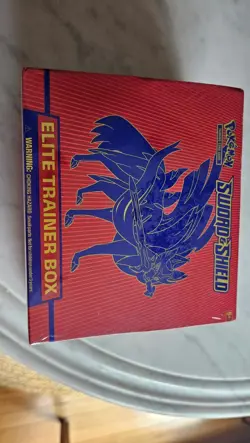 Pokémon
SWORD & SHIELD
ELITE TRAINER BOX
WARNING: CHOKING HAZARD